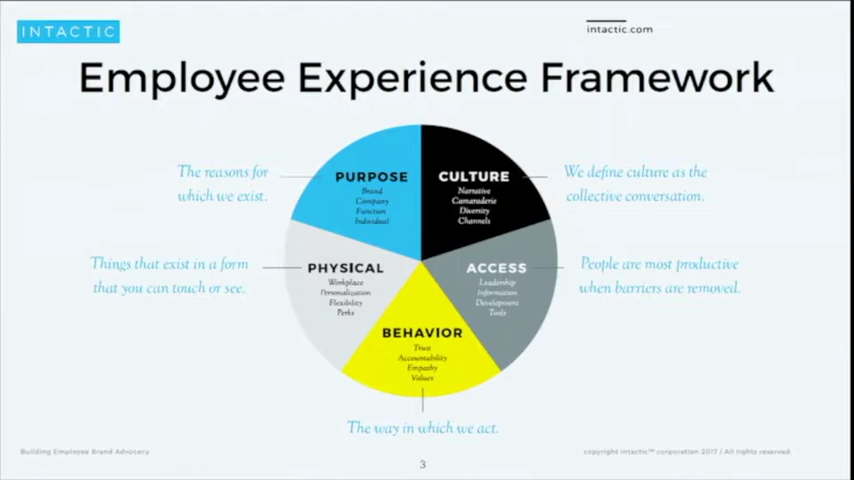 INTACTIC
intactic.com
Employee Experience Framework
The reasons for
which we exist.
PURPOSE
Brand
Company
Function
Individual
CULTURE
Narrative
Camaraderie
Diversity
Channels
We define culture as the
collective conversation.
Things that exist in a form
that you can touch or see.
PHYSICAL
Workplace
Personalization
Flexibility
Perks
ACCESS
Leadership
Information
Development
Tools
People are most productive
when barriers are removed.
BEHAVIOR
Trust
Accountability
Empathy
Values
The way in which we act.
Building Employee Brand Advocacy
3
copyright intactic™ corporation 2017 / All rights reserved.